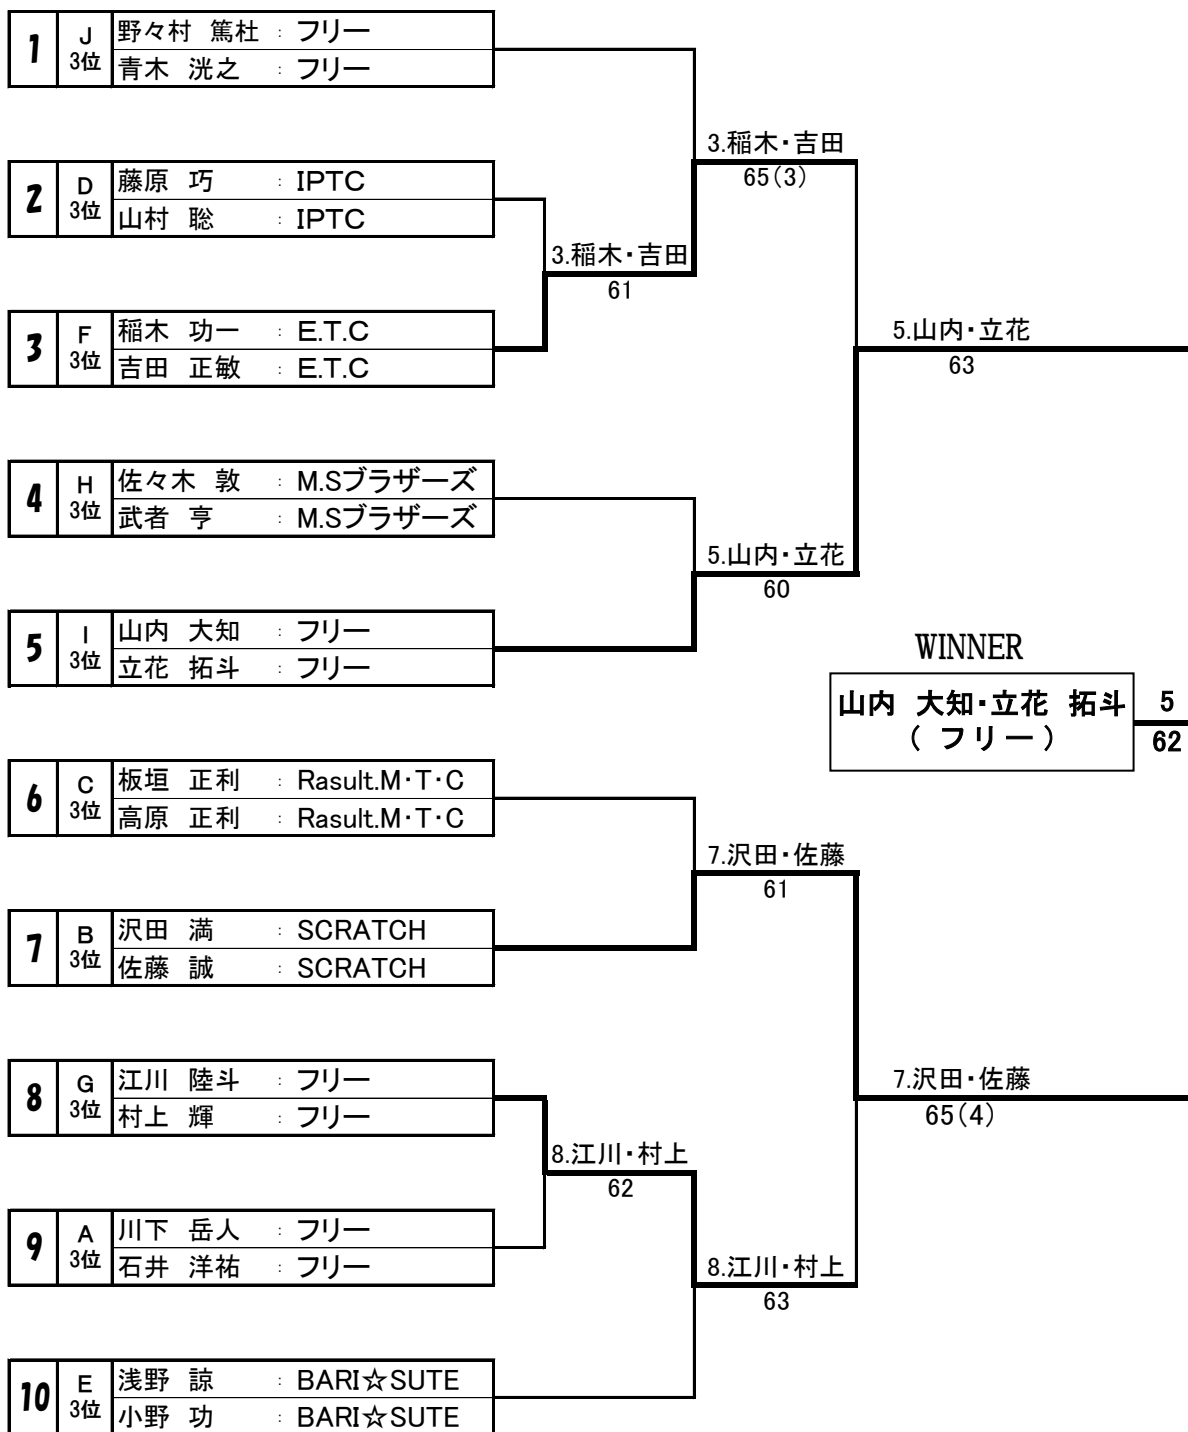 1 J 3位 野々村 篤杜 : フリー
青木 洸之 : フリー
3.稲木・吉田
65(3)
2 D 3位 藤原 巧 : IPTC
山村 聡 : IPTC
3.稲木・吉田
61
3 F 3位 稲木 功一 : E.T.C
吉田 正敏 : E.T.C
5.山内・立花
63
4 H 3位 佐々木 敦 : M.Sブラザーズ
武者 亨 : M.Sブラザーズ
5.山内・立花
60
5 I 3位 山内 大知 : フリー
立花 拓斗 : フリー
WINNER
山内 大知・立花 拓斗 5
( フリー ) 62
6 C 3位 板垣 正利 : Rasult.M・T・C
高原 正利 : Rasult.M・T・C
7.沢田・佐藤
61
7 B 3位 沢田 満 : SCRATCH
佐藤 誠 : SCRATCH
8 G 3位 江川 陸斗 : フリー
村上 輝 : フリー
7.沢田・佐藤
65(4)
8.江川・村上
62
9 A 3位 川下 岳人 : フリー
石井 洋祐 : フリー
8.江川・村上
63
10 E 3位 浅野 諒 : BARI☆SUTE
小野 功 : BARI☆SUTE